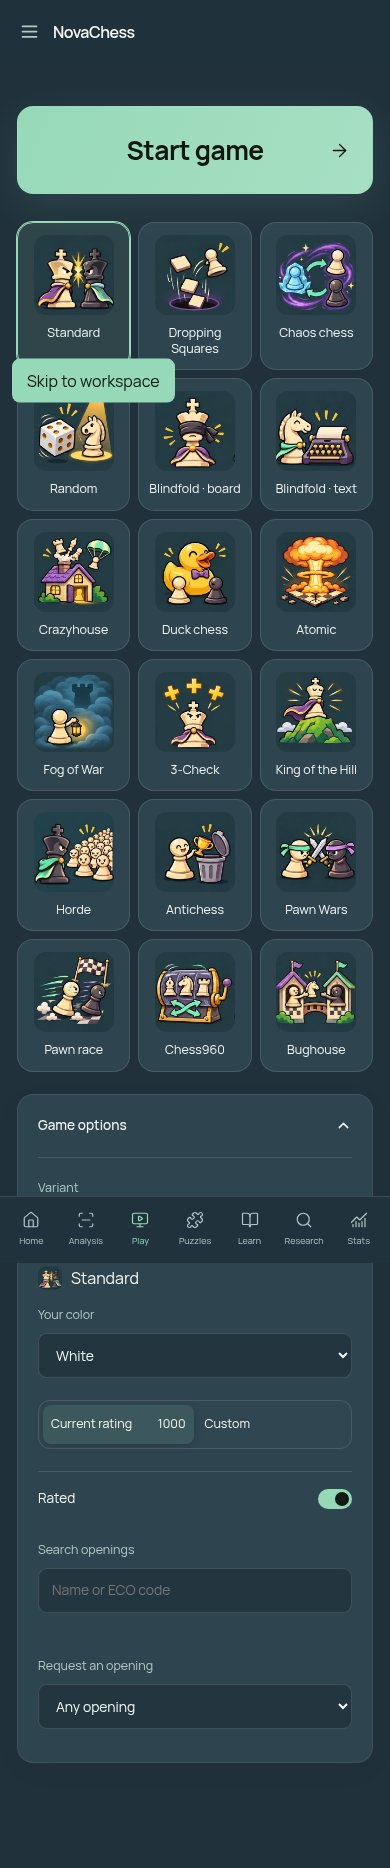 NovaChess
Start game
Standard
Dropping
Squares
Chaos chess
Skip to workspace
Random
Blindfold · board
Blindfold · text
Crazyhouse
Duck chess
Atomic
Fog of War
3-Check
King of the Hill
Horde
Antichess
Pawn Wars
Pawn race
Chess960
Bughouse
Game options
Variant
Home
Analysis
Play
Puzzles
Learn
Research
Stats
Standard
Your color
White
Current rating 1000 Custom
Rated
Search openings
Name or ECO code
Request an opening
Any opening